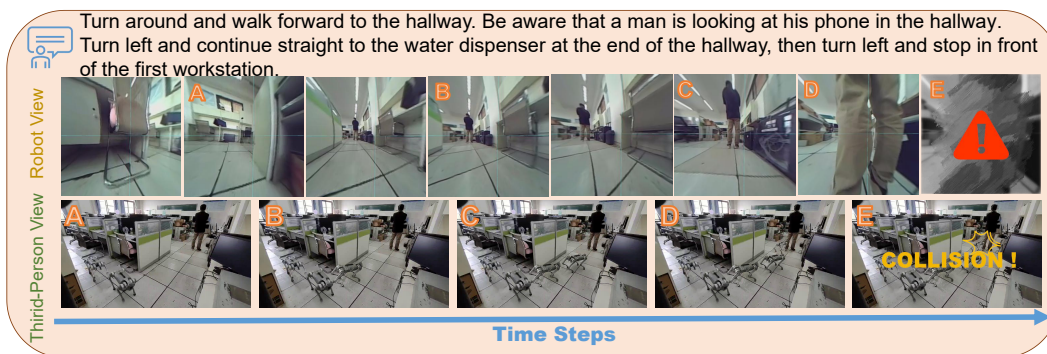 Turn around and walk forward to the hallway. Be aware that a man is looking at his phone in the hallway.
Turn left and continue straight to the water dispenser at the end of the hallway, then turn left and stop in front
of the first workstation.
Robot View
A
B
C
D
E
Thirid-Person View
A
B
C
D
E
COLLISION !
Time Steps